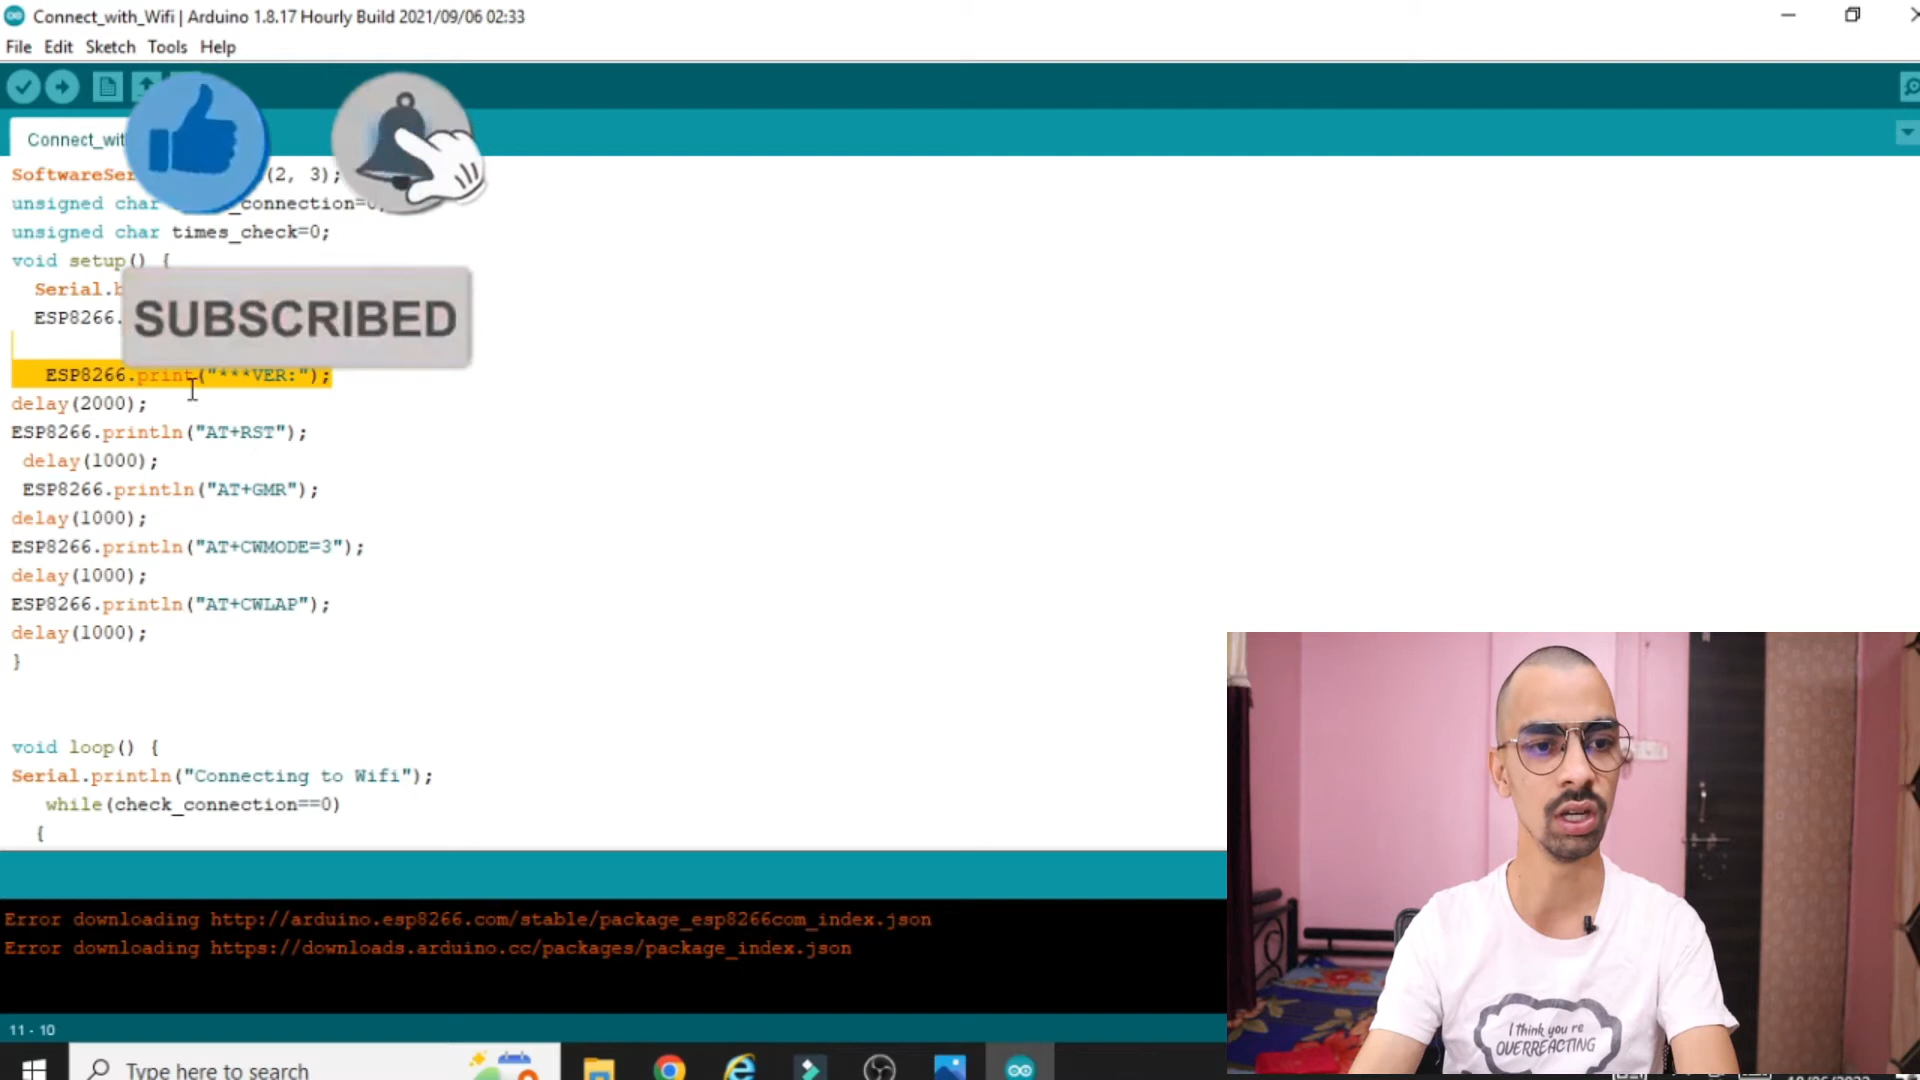 Connect_with_Wifi | Arduino 1.8.17 Hourly Build 2021/09/06 02:33
File Edit Sketch Tools Help
Connect_wit
SoftwareSer (2, 3);
unsigned char _connection=0;
unsigned char times_check=0;
void setup() {
Serial.b
ESP8266.
SUBSCRIBED
ESP8266.print("***VER:");
delay(2000);
ESP8266.println("AT+RST");
delay(1000);
ESP8266.println("AT+GMR");
delay(1000);
ESP8266.println("AT+CWMODE=3");
delay(1000);
ESP8266.println("AT+CWLAP");
delay(1000);
}
void loop() {
Serial.println("Connecting to Wifi");
while(check_connection==0)
{
Error downloading http://arduino.esp8266.com/stable/package_esp8266com_index.json
Error downloading https://downloads.arduino.cc/packages/package_index.json
11 - 10
Type here to search
I think you're
OVERREACTING